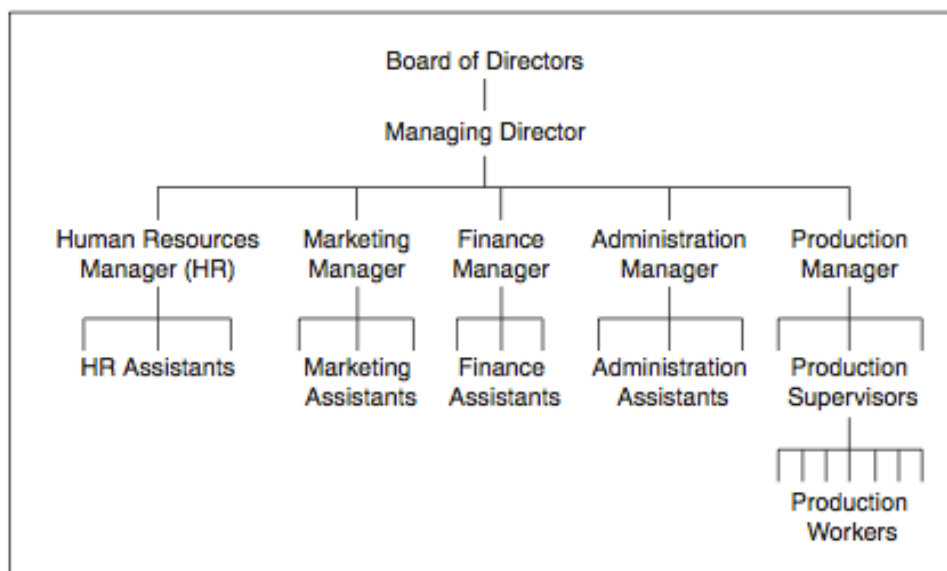 Board of Directors
Managing Director
Human Resources
Manager (HR)
Marketing
Manager
Finance
Manager
Administration
Manager
Production
Manager
HR Assistants
Marketing
Assistants
Finance
Assistants
Administration
Assistants
Production
Supervisors
Production
Workers